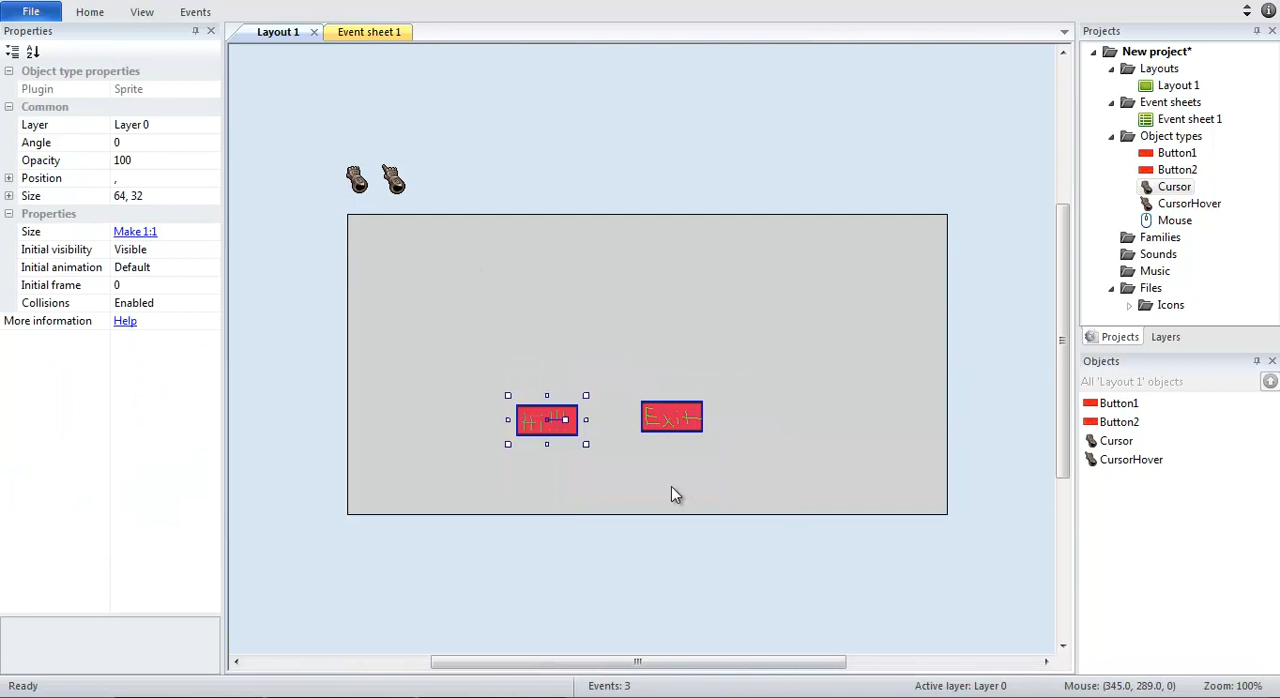 File Home View Events
Properties
Layout 1
Event sheet 1
Projects
Object type properties
Plugin Sprite
Common
Layer Layer 0
Angle 0
Opacity 100
Position ,
Size 64, 32
Properties
Size Make 1:1
Initial visibility Visible
Initial animation Default
Initial frame 0
Collisions Enabled
More information Help
Hi!!!
Exit
New project*
Layouts
Layout 1
Event sheets
Event sheet 1
Object types
Button1
Button2
Cursor
CursorHover
Mouse
Families
Sounds
Music
Files
Icons
Projects Layers
Objects
All 'Layout 1' objects
Button1
Button2
Cursor
CursorHover
Ready Events: 3 Active layer: Layer 0 Mouse: (345.0, 289.0, 0) Zoom: 100%